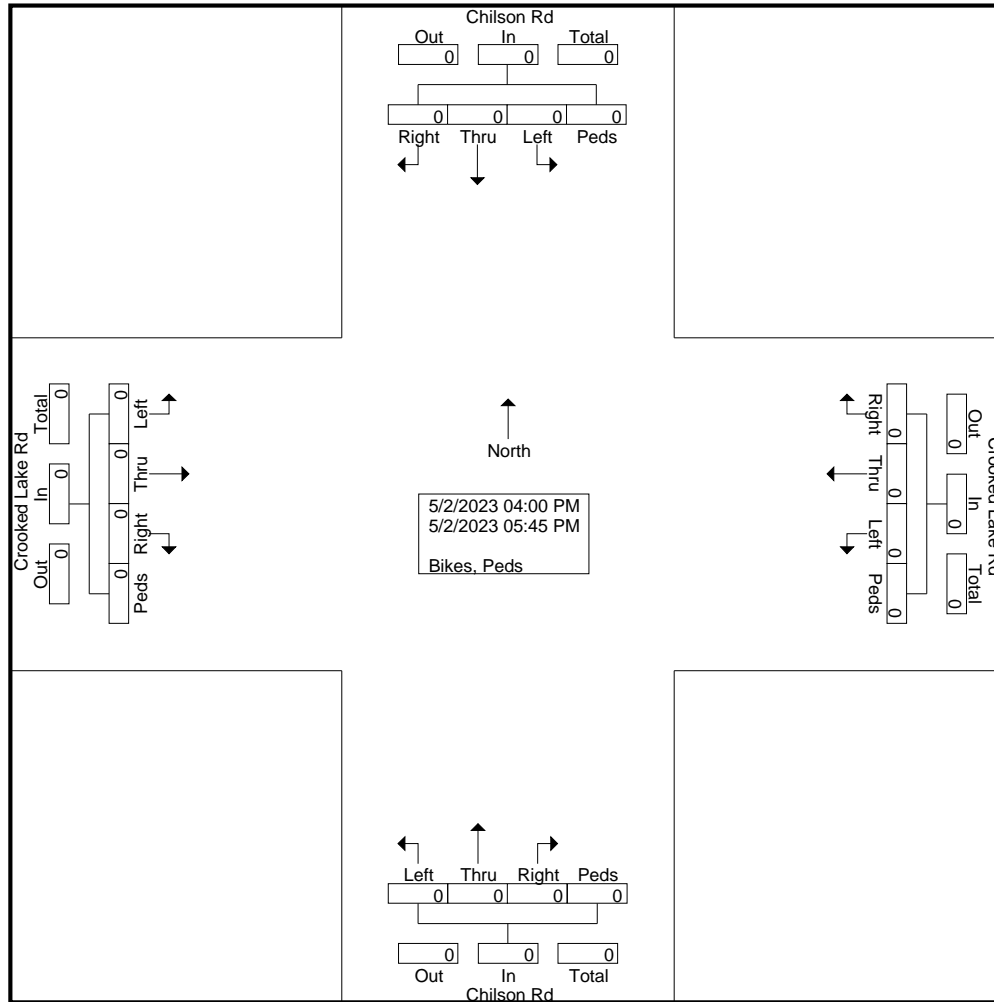 Chilson Rd
Out In Total
0 0 0
0 0 0 0
Right Thru Left Peds
Crooked Lake Rd
Total In Out
0 0 0
0 0 0 0
Left Thru Right Peds
North
5/2/2023 04:00 PM
5/2/2023 05:45 PM
Bikes, Peds
Right Thru Left Peds
0 0 0 0
Out In Total
0 0 0
Crooked Lake Rd
Left Thru Right Peds
0 0 0 0
0 0 0
Out In Total
Chilson Rd